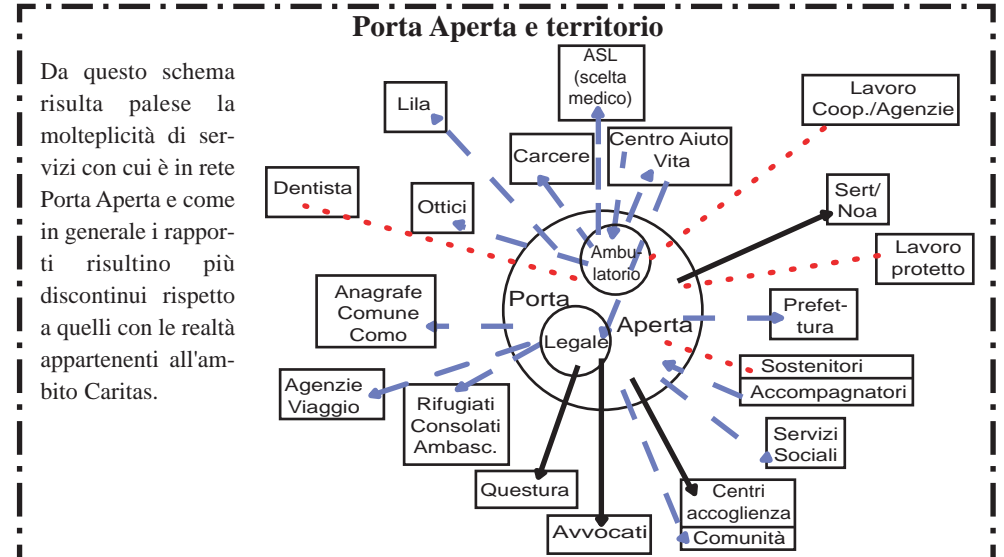 Porta Aperta e territorio
Da questo schema
risulta palese la
molteplicità di ser-
vizi con cui è in rete
Porta Aperta e come
in generale i rappor-
ti risultino più
discontinui rispetto
a quelli con le realtà
appartenenti all'am-
bito Caritas.
ASL
(scelta
medico)
Lila
Carcere
Centro Aiuto
Vita
Lavoro
Coop./Agenzie
Dentista
Ottici
Sert/
Noa
Ambu-
latorio
Lavoro
protetto
Anagrafe
Comune
Como
Porta
Aperta
Legale
Prefet-
tura
Sostenitori
Accompagnatori
Agenzie
Viaggio
Rifugiati
Consolati
Ambasc.
Servizi
Sociali
Questura
Avvocati
Centri
accoglienza
Comunità